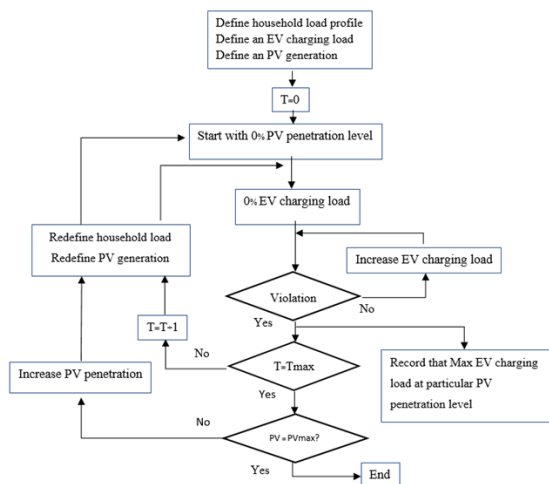 Define household load profile
Define an EV charging load
Define an PV generation
T=0
Start with 0% PV penetration level
0% EV charging load
Redefine household load
Redefine PV generation
Increase EV charging load
Violation
No
Yes
T=T+1
No
T=Tmax
Record that Max EV charging
load at particular PV
penetration level
Increase PV penetration
Yes
No
PV = PVmax?
Yes
End